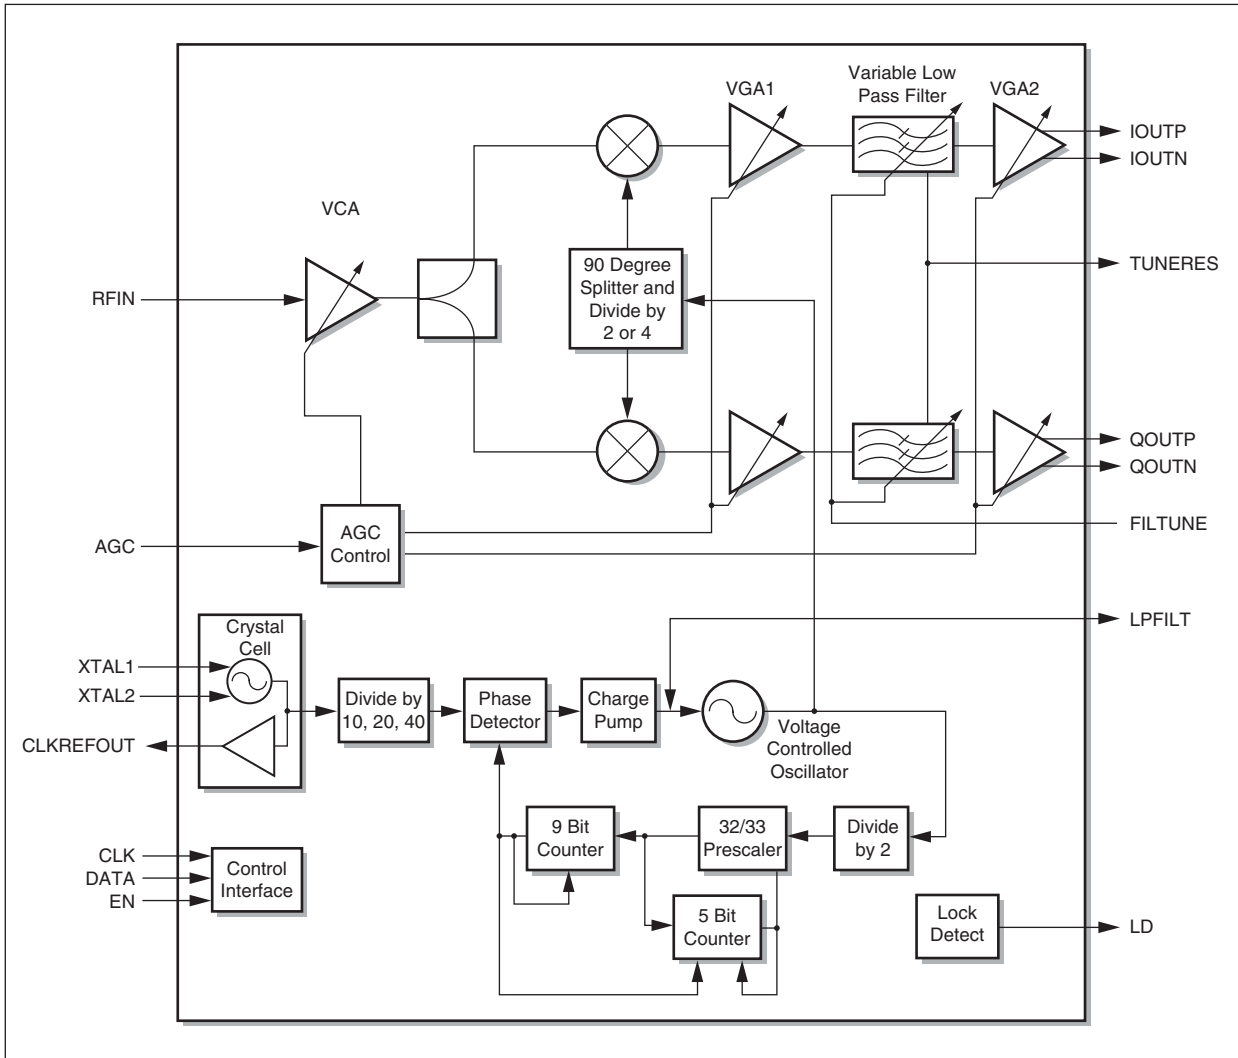 VGA1
Variable Low
Pass Filter
VGA2
IOUTP
IOUTN
VCA
90 Degree
Splitter and
Divide by
2 or 4
TUNERES
RFIN
QOUTP
QOUTN
FILTUNE
AGC
AGC
Control
LPFILT
Crystal
Cell
XTAL1
XTAL2
CLKREFOUT
Divide by
10, 20, 40
Phase
Detector
Charge
Pump
Voltage
Controlled
Oscillator
9 Bit
Counter
32/33
Prescaler
Divide
by 2
CLK
DATA
EN
Control
Interface
5 Bit
Counter
Lock
Detect
LD